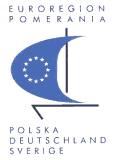 EUROREGION
POMERANIA
POLSKA
DEUTSCHLAND
SVERIGE